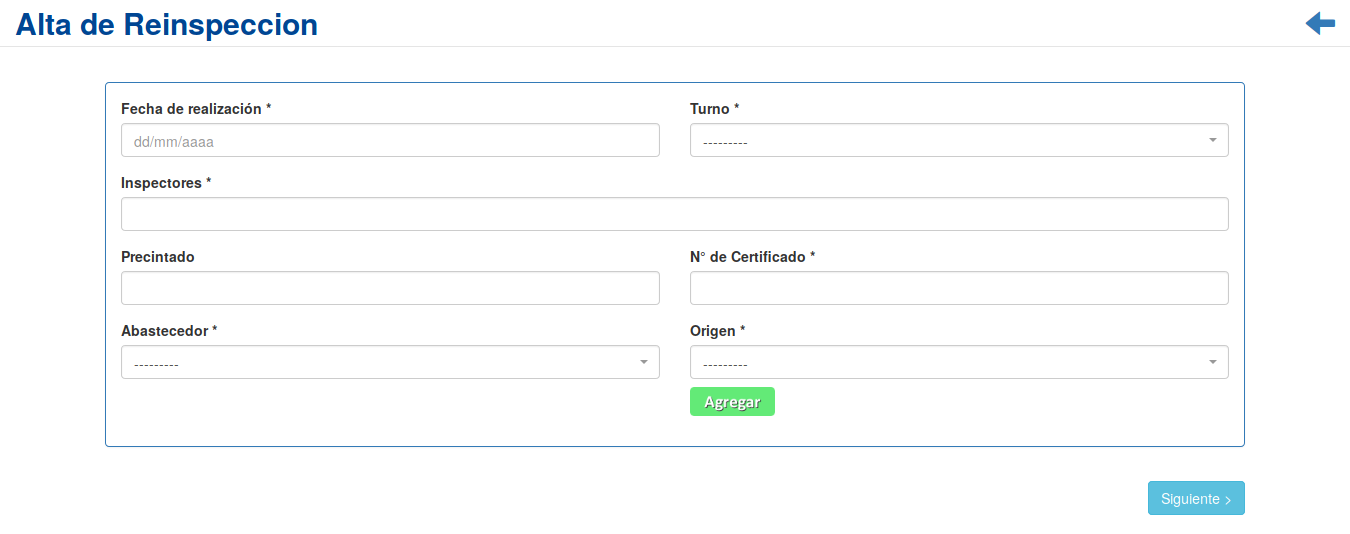 Alta de Reinspeccion
Fecha de realización * Turno *
dd/mm/aaaa ---------
Inspectores *
Precintado N° de Certificado *
Abastecedor * Origen *
--------- ---------
Agregar
Siguiente >